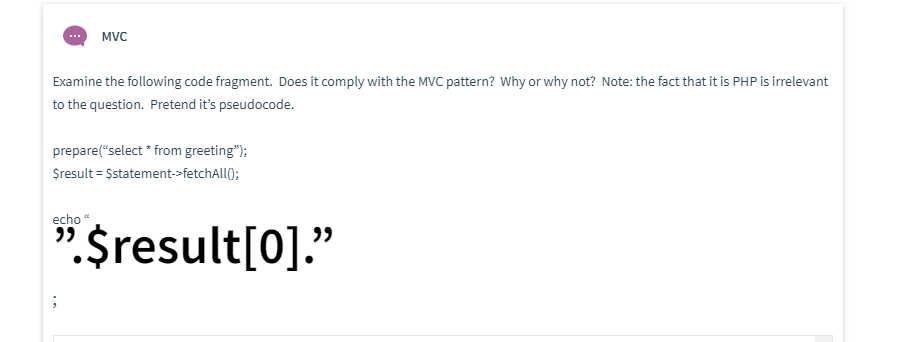 MVC
Examine the following code fragment.  Does it comply with the MVC pattern?  Why or why not?  Note: the fact that it is PHP is irrelevant
to the question.  Pretend it’s pseudocode.
prepare(“select * from greeting”);
$result = $statement->fetchAll();
echo “
”.$result[0].”
;